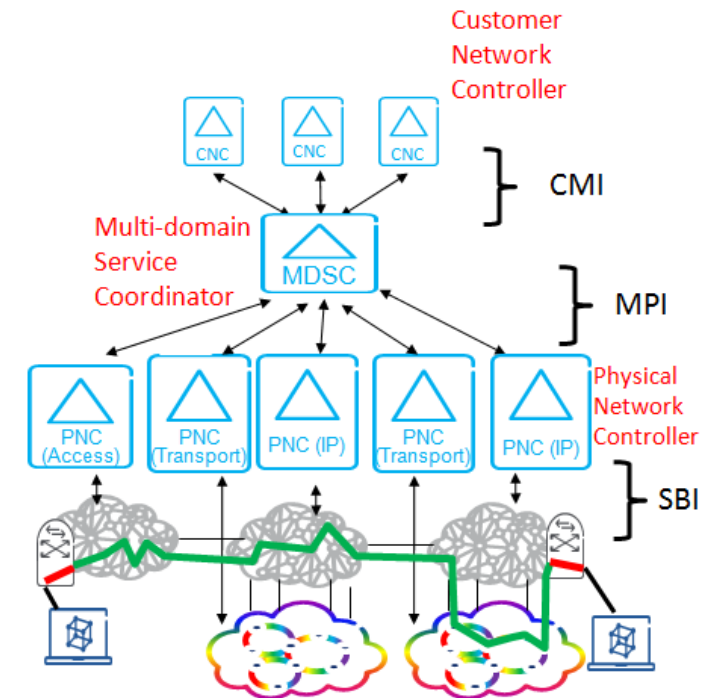 Customer
Network
Controller
CNC
CNC
CNC
CMI
Multi-domain
Service
Coordinator
MDSC
MPI
Physical
Network
Controller
PNC
(Access)
PNC
(Transport)
PNC (IP)
PNC
(Transport)
PNC (IP)
SBI